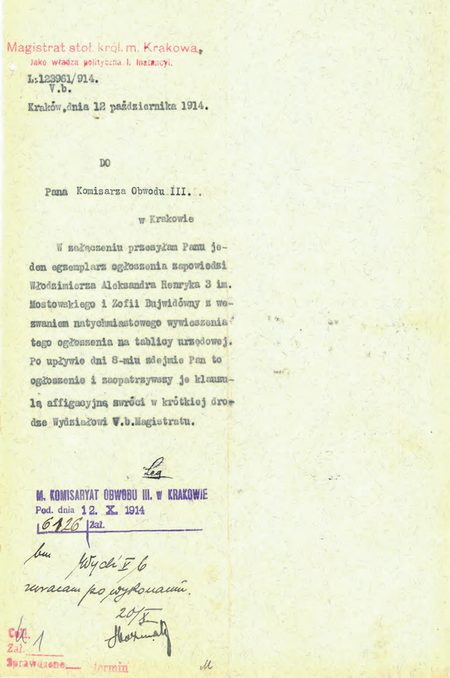 Magistrat stoł. król. m. Krakowa,
jako władza polityczna I. instancyi.
L:123961/914.
V.b.
Kraków,dnia 12 października 1914.
DO
Pana Komisarza Obwodu III.
w Krakowie
W załączeniu przesyłam Panu je-
den egzemplarz ogłoszenia zapowiedzi
Włodzimierza Aleksandra Henryka 3 im.
Mostowskiego i Zofii Dujwidówny z we-
zwaniem natychmiastowego wywieszenia
tego ogłoszenia na tablicy urzędowej.
Po upływie dni 8-miu zdejmie Pan to
ogłoszenie i zaopatrzywszy je klauzu-
lą affigacyjną zwróci w krótkiej dro-
dze Wydziałowi V.b.Magistratu.
M. KOMISARYAT OBWODU III. w KRAKOWIE
Pod. dnia 12. X. 1914
6126 zał.
Wydz V b
zwracam po wykonaniu.
20/X
Zał 1
Sprawdzono
termin